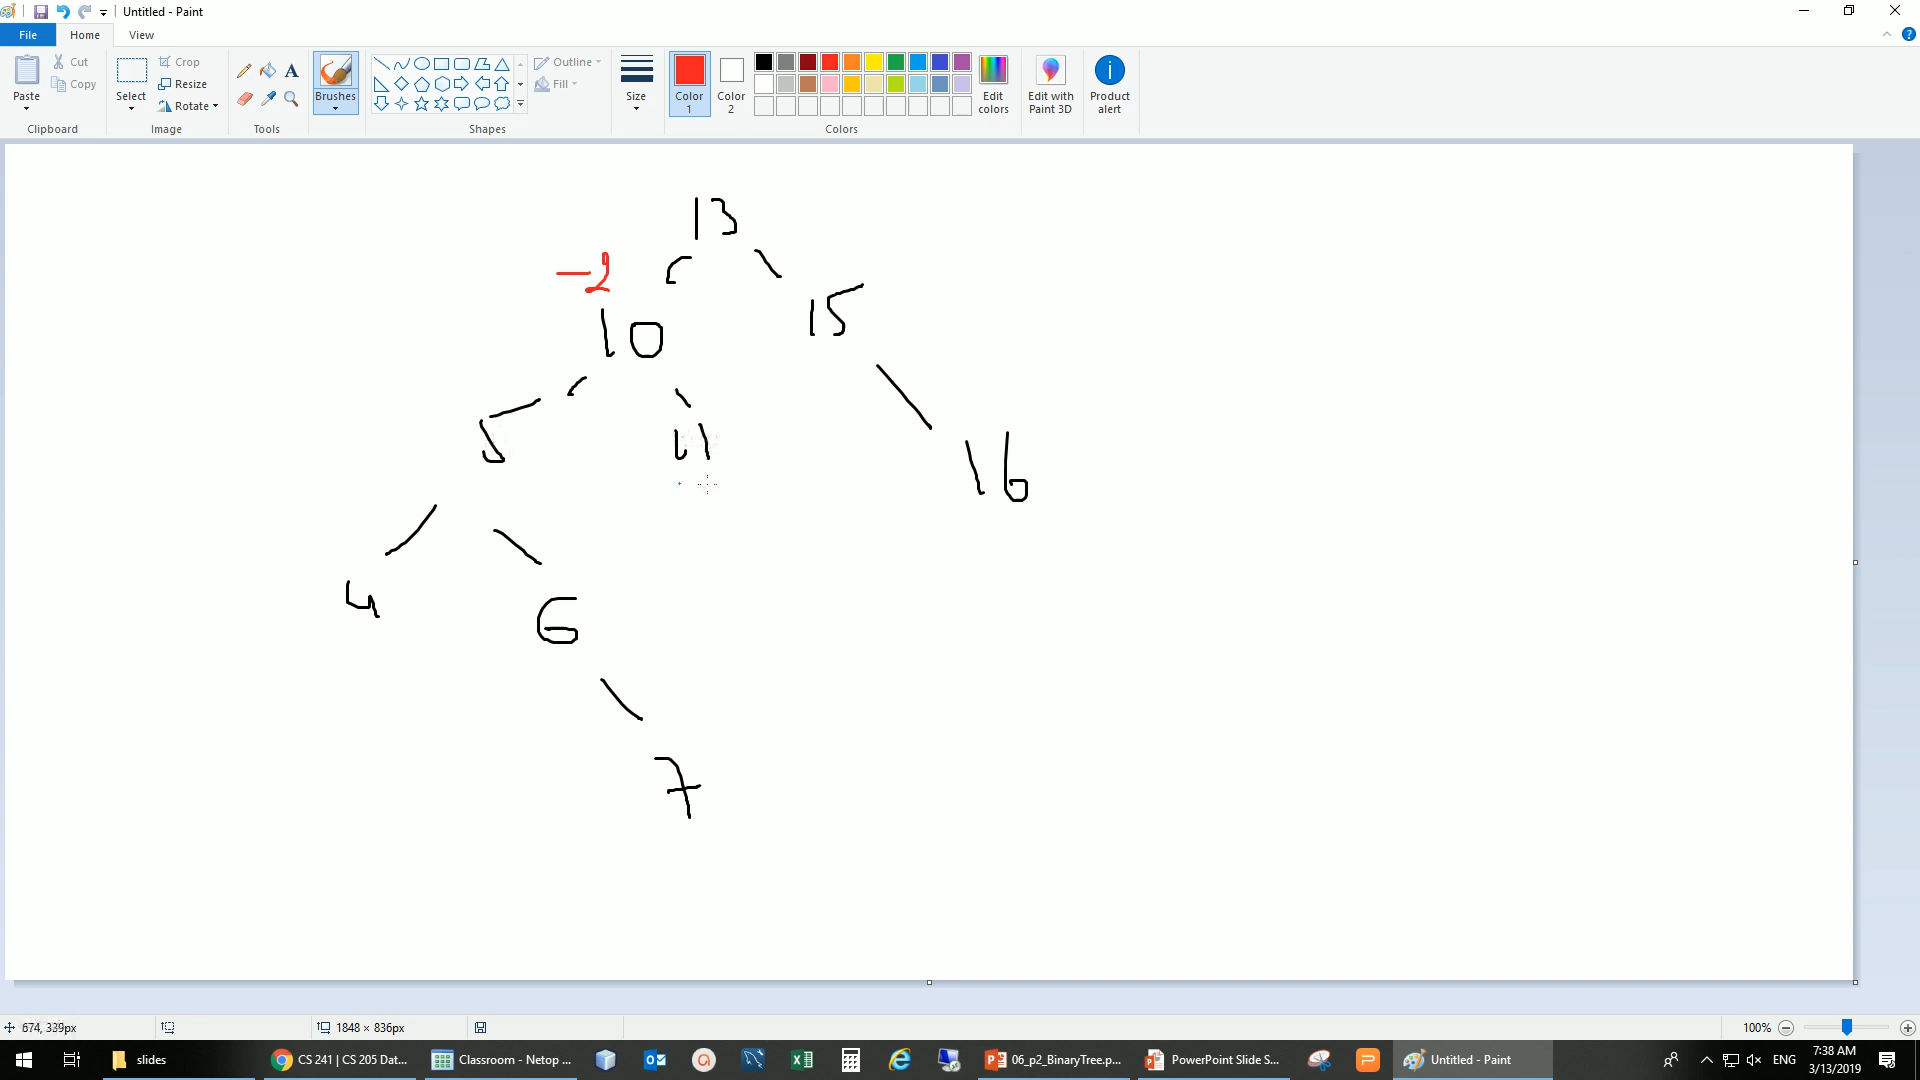 Untitled - Paint
File Home View
Paste
Cut
Copy
Clipboard
Select
Crop
Resize
Rotate
Image
Tools
Brushes
Shapes
Outline
Fill
Size
Color 1
Color 2
Edit colors
Colors
Edit with Paint 3D
Product alert
13
-2
10 15
5 11 16
4 6
7
674, 339px 1848 × 836px 100%
slides CS 241 | CS 205 Dat... Classroom - Netop ... 06_p2_BinaryTree.p... PowerPoint Slide S... Untitled - Paint ENG 7:38 AM
3/13/2019